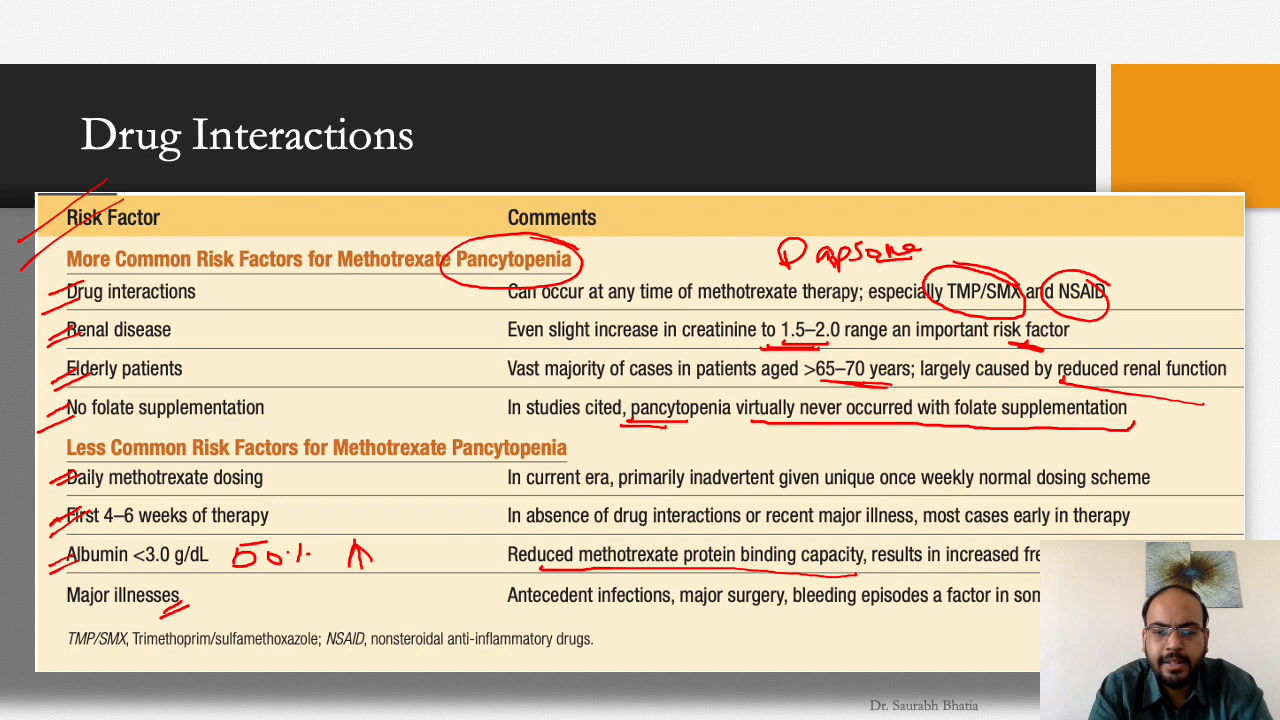 Drug Interactions
Risk Factor Comments
More Common Risk Factors for Methotrexate Pancytopenia
Dapsone
Drug interactions Can occur at any time of methotrexate therapy; especially TMP/SMX and NSAID
Renal disease Even slight increase in creatinine to 1.5–2.0 range an important risk factor
Elderly patients Vast majority of cases in patients aged >65–70 years; largely caused by reduced renal function
No folate supplementation In studies cited, pancytopenia virtually never occurred with folate supplementation
Less Common Risk Factors for Methotrexate Pancytopenia
Daily methotrexate dosing In current era, primarily inadvertent given unique once weekly normal dosing scheme
First 4–6 weeks of therapy In absence of drug interactions or recent major illness, most cases early in therapy
Albumin <3.0 g/dL 50% ↑ Reduced methotrexate protein binding capacity, results in increased
Major illnesses Antecedent infections, major surgery, bleeding episodes a factor in
TMP/SMX, Trimethoprim/sulfamethoxazole; NSAID, nonsteroidal anti-inflammatory drugs.
Dr. Saurabh Bhatia